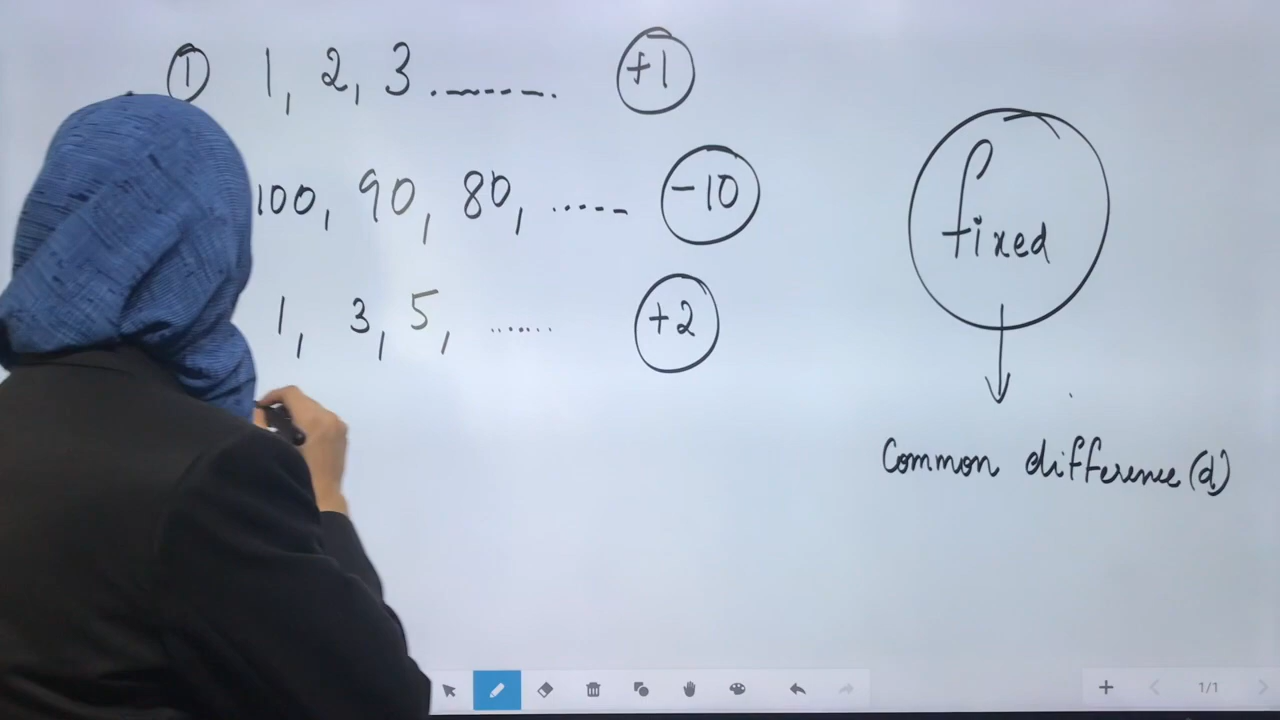 ① 1, 2, 3 .------. +1
100, 90, 80, ..... -10
1, 3, 5, ....... +2
fixed
Common difference (d)
1/1